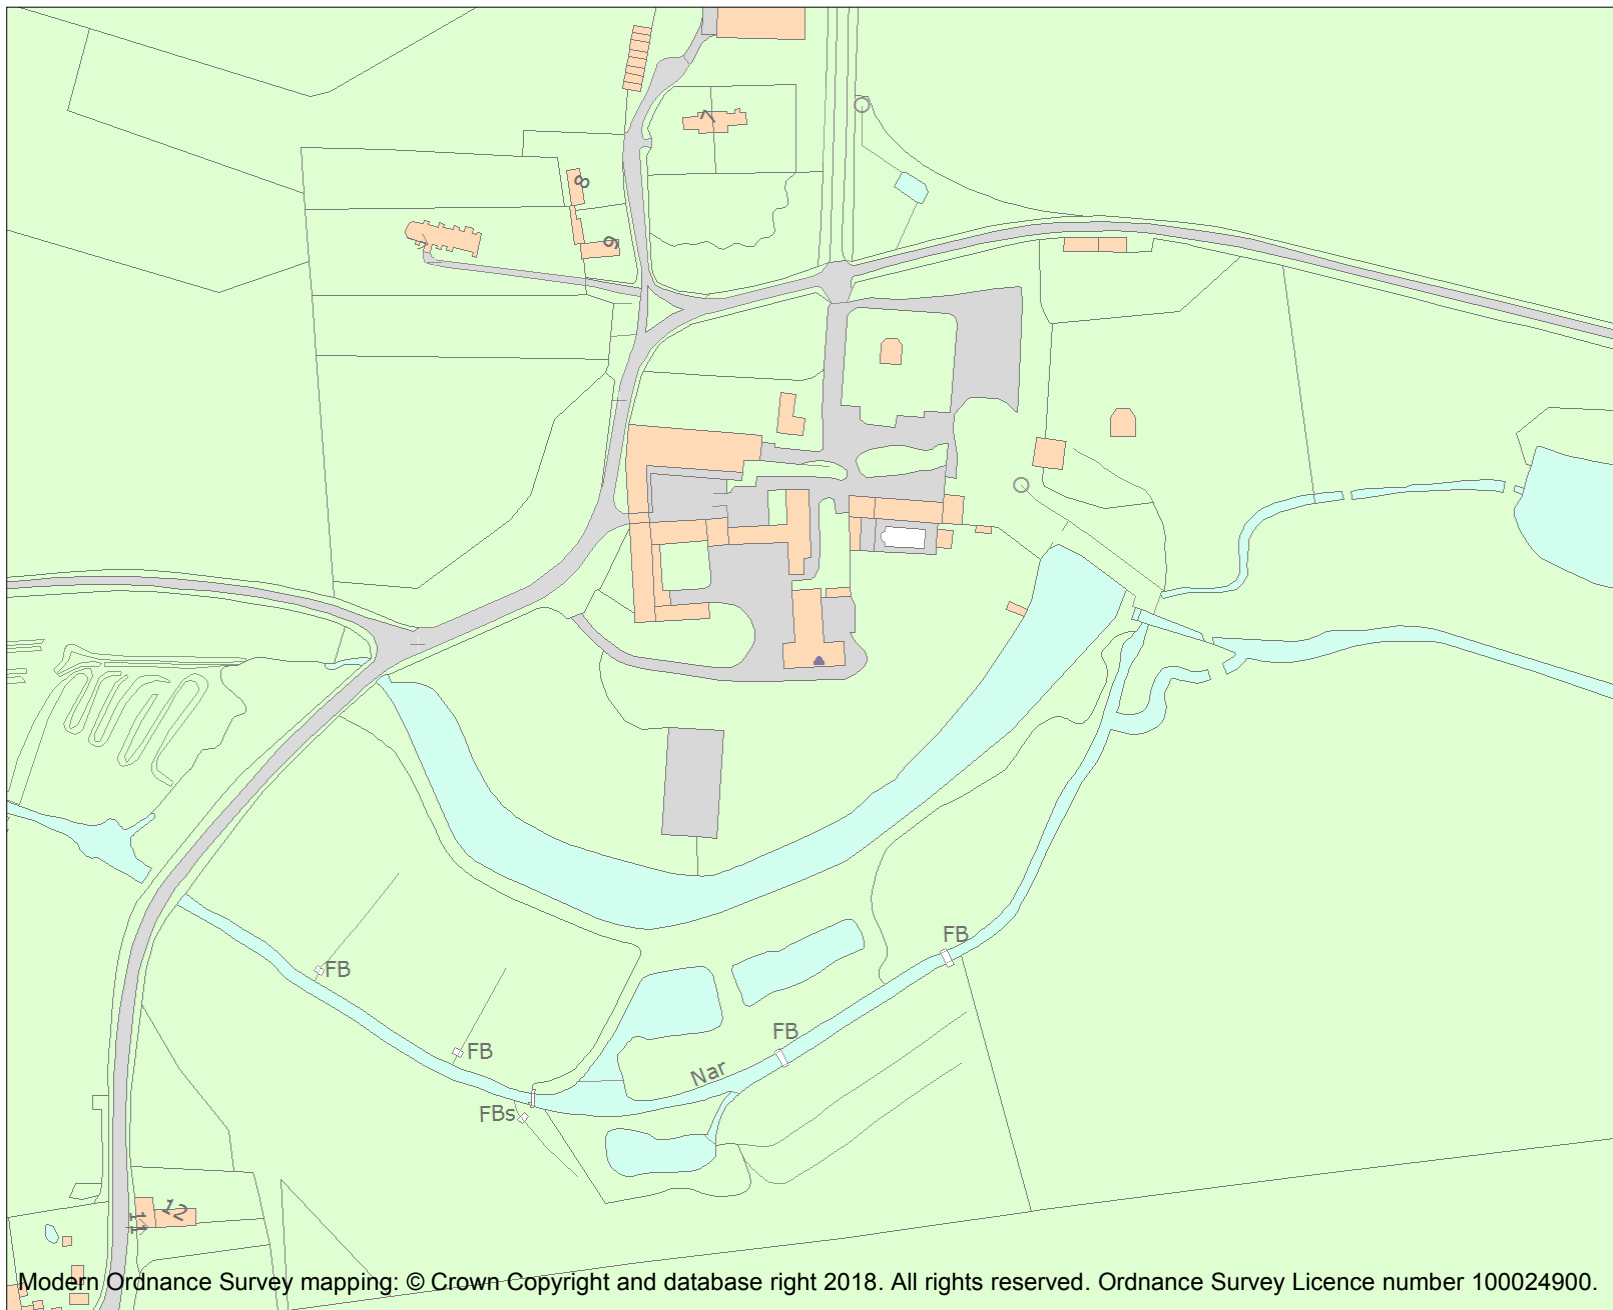 7
8
9
FB
FB
FB
FB
Nar
FBs
12
11
Modern Ordnance Survey mapping: © Crown Copyright and database right 2018. All rights reserved. Ordnance Survey Licence number 100024900.